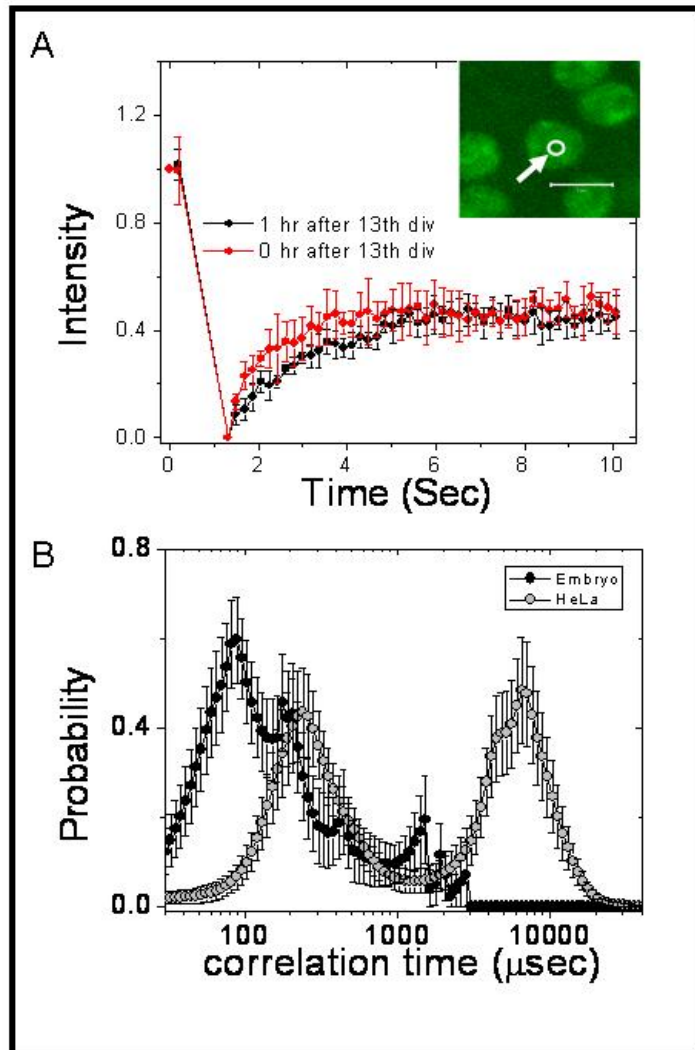 A
1.2
0.8
0.4
0.0
Intensity
1 hr after 13th div
0 hr after 13th div
0 2 4 6 8 10
Time (Sec)
B
0.8
0.4
0.0
Probability
Embryo
HeLa
100 1000 10000
correlation time (μsec)